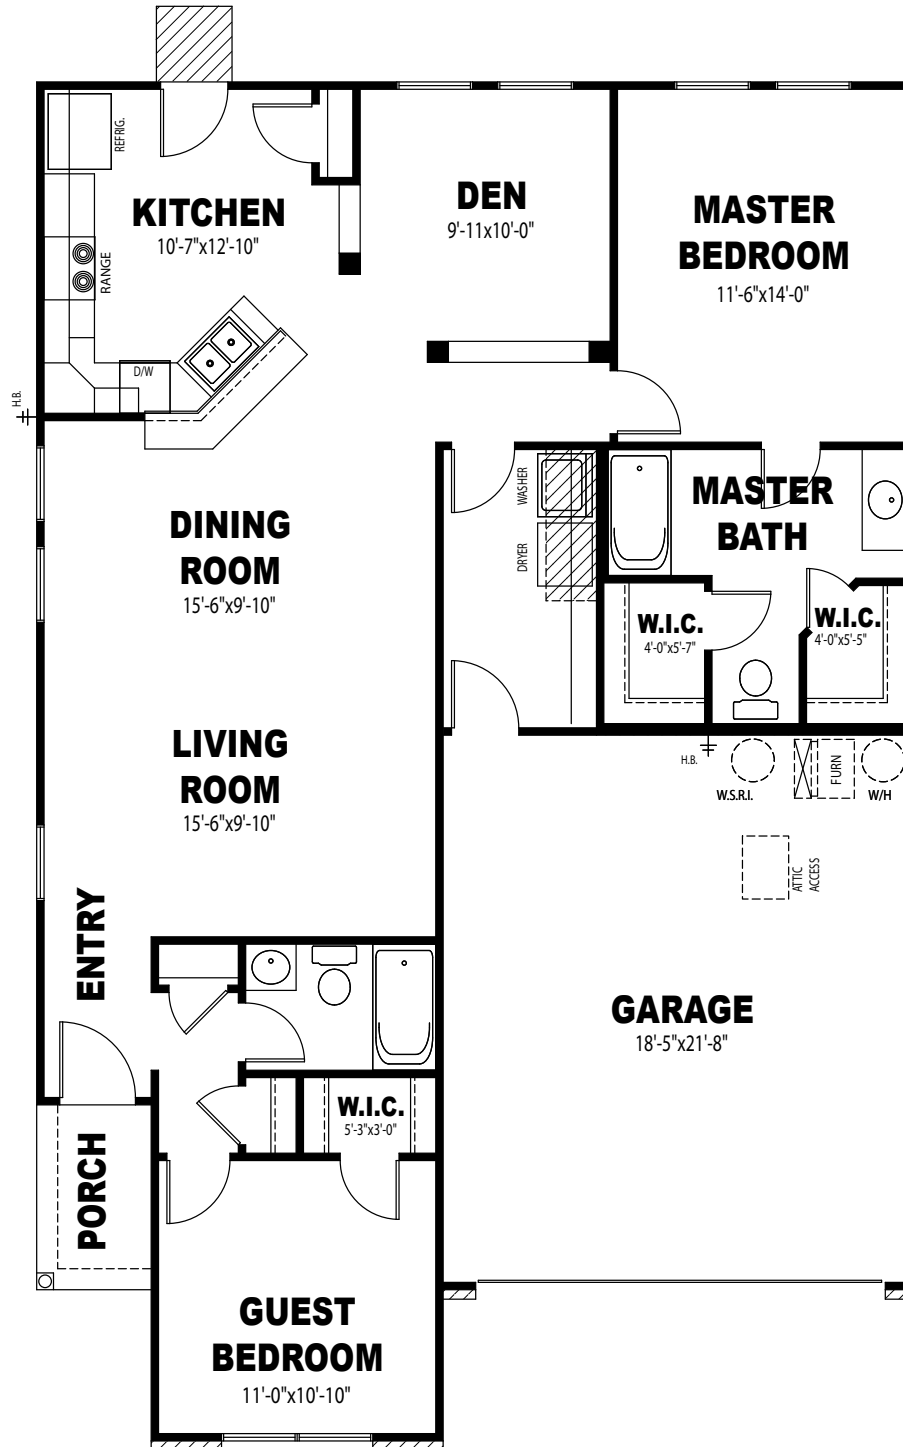 REFRIG.
KITCHEN
10'-7"x12'-10"
RANGE
D/W
H.B.
DEN
9'-11x10'-0"
MASTER
BEDROOM
11'-6"x14'-0"
DINING
ROOM
15'-6"x9'-10"
WASHER
DRYER
MASTER
BATH
W.I.C.
4'-0"x5'-7"
W.I.C.
4'-0"x5'-5"
LIVING
ROOM
15'-6"x9'-10"
H.B.
W.S.R.I.
FURN
W/H
ATTIC
ACCESS
ENTRY
GARAGE
18'-5"x21'-8"
W.I.C.
5'-3"x3'-0"
PORCH
GUEST
BEDROOM
11'-0"x10'-10"